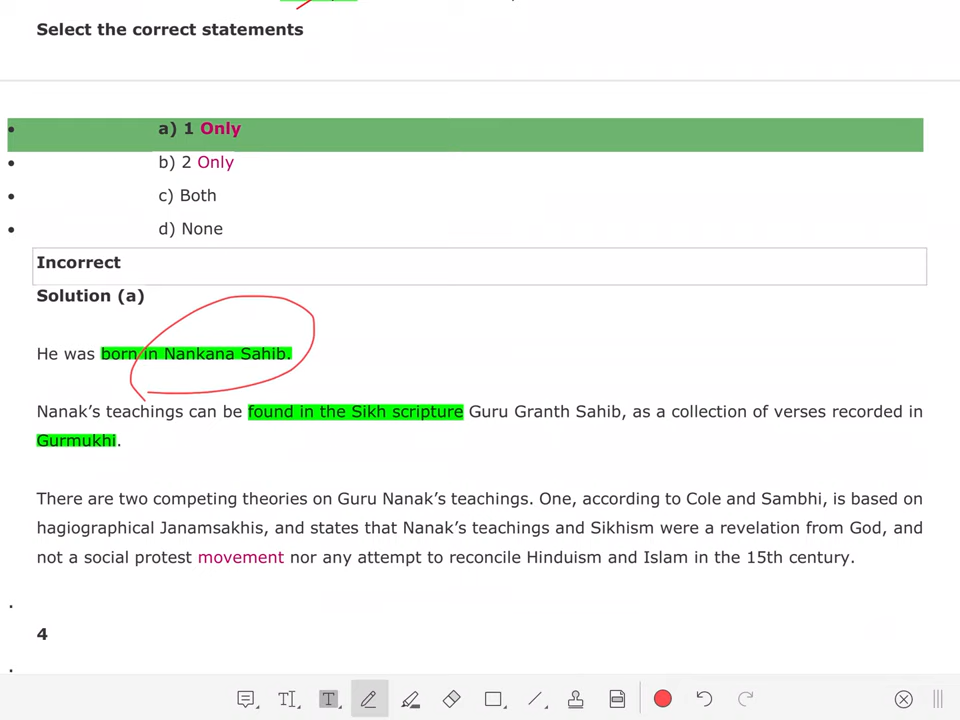 Select the correct statements
a) 1 Only
b) 2 Only
c) Both
d) None
Incorrect
Solution (a)
He was born in Nankana Sahib.
Nanak’s teachings can be found in the Sikh scripture Guru Granth Sahib, as a collection of verses recorded in
Gurmukhi.
There are two competing theories on Guru Nanak’s teachings. One, according to Cole and Sambhi, is based on
hagiographical Janamsakhis, and states that Nanak’s teachings and Sikhism were a revelation from God, and
not a social protest movement nor any attempt to reconcile Hinduism and Islam in the 15th century.
.
4
.